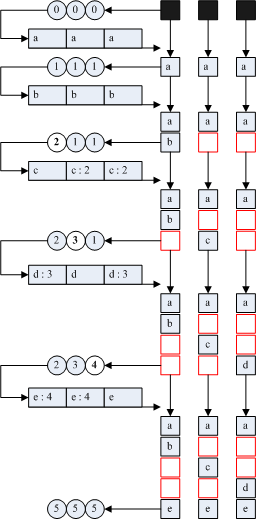 0 0 0
a a a
1 1 1 a a a
b b b
a a a
2 1 1 b
c c : 2 c : 2
a a a
b
2 3 1 c
d : 3 d d : 3
a a a
b
c
2 3 4 d
e : 4 e : 4 e
a a a
b
c
d
5 5 5 e e e